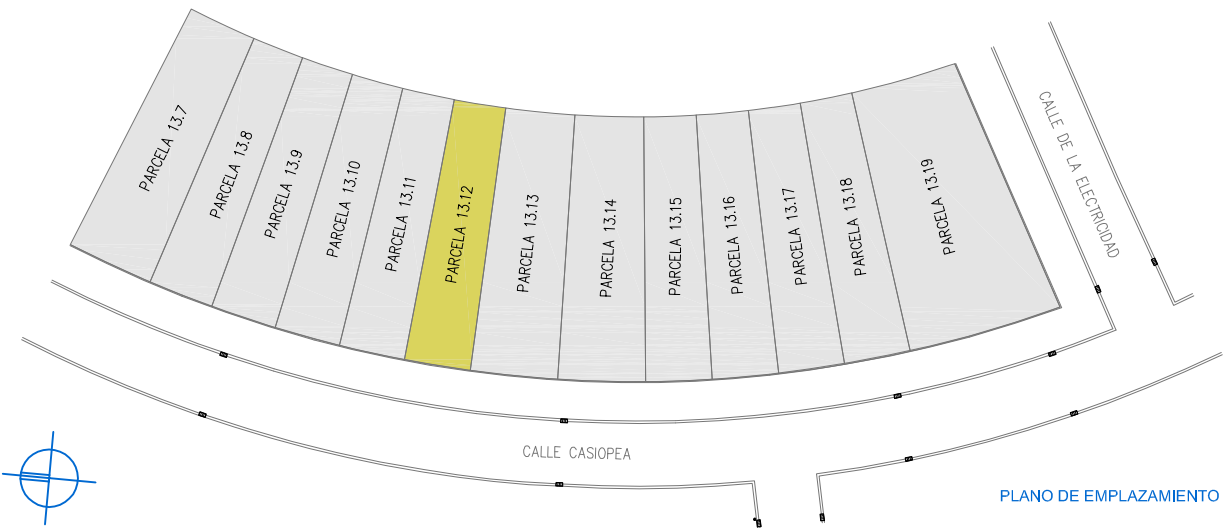 PARCELA 13.7
PARCELA 13.8
PARCELA 13.9
PARCELA 13.10
PARCELA 13.11
PARCELA 13.12
PARCELA 13.13
PARCELA 13.14
PARCELA 13.15
PARCELA 13.16
PARCELA 13.17
PARCELA 13.18
PARCELA 13.19
CALLE DE LA ELECTRICIDAD
CALLE CASIOPEA
PLANO DE EMPLAZAMIENTO